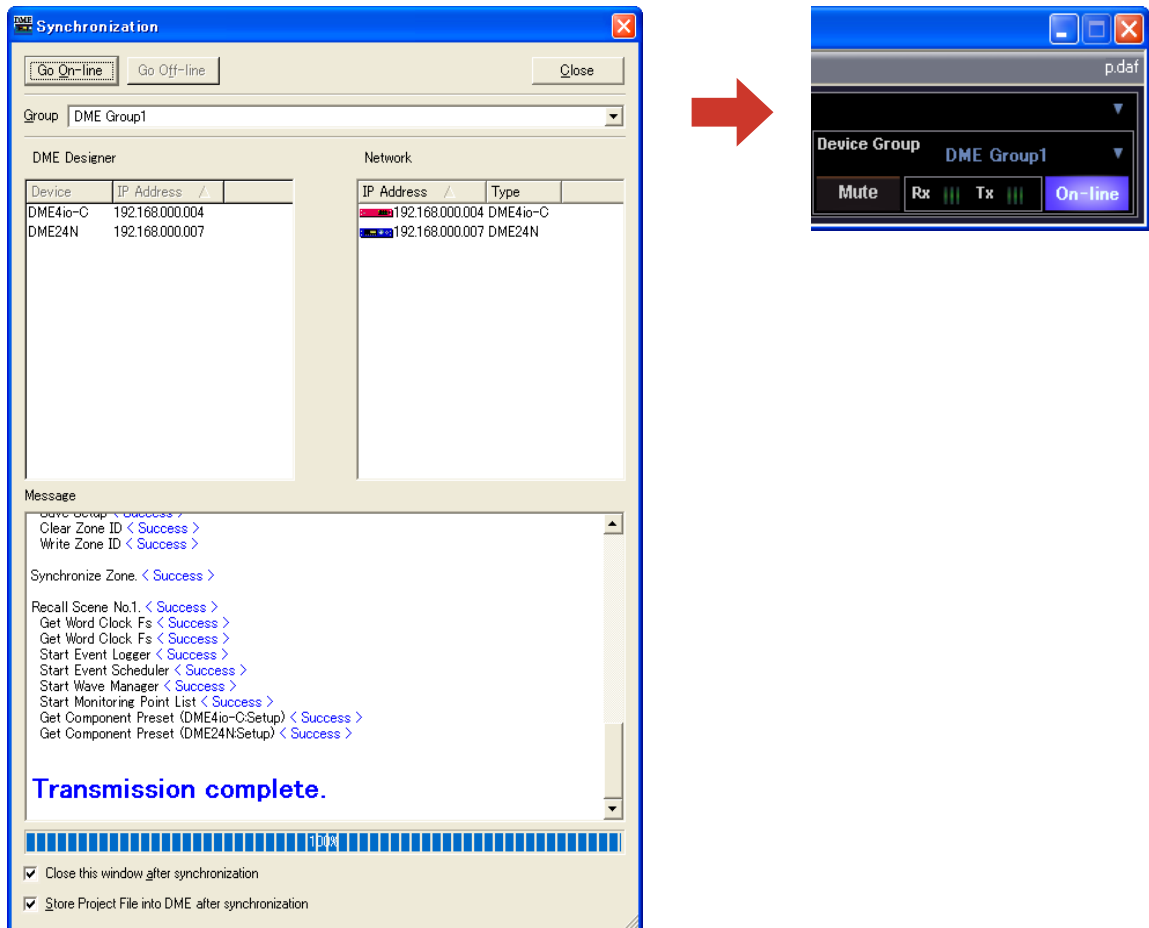 DME Synchronization
Go On-line Go Off-line Close
Group DME Group1
DME Designer Network
Device IP Address IP Address Type
DME4io-C 192.168.000.004 192.168.000.004 DME4io-C
DME24N 192.168.000.007 192.168.000.007 DME24N
Message
Save Setup < Success >
Clear Zone ID < Success >
Write Zone ID < Success >
Synchronize Zone. < Success >
Recall Scene No.1. < Success >
Get Word Clock Fs < Success >
Get Word Clock Fs < Success >
Start Event Logger < Success >
Start Event Scheduler < Success >
Start Wave Manager < Success >
Start Monitoring Point List < Success >
Get Component Preset (DME4io-C:Setup) < Success >
Get Component Preset (DME24N:Setup) < Success >
Transmission complete.
100%
Close this window after synchronization
Store Project File into DME after synchronization
p.daf
Device Group DME Group1
Mute Rx Tx On-line